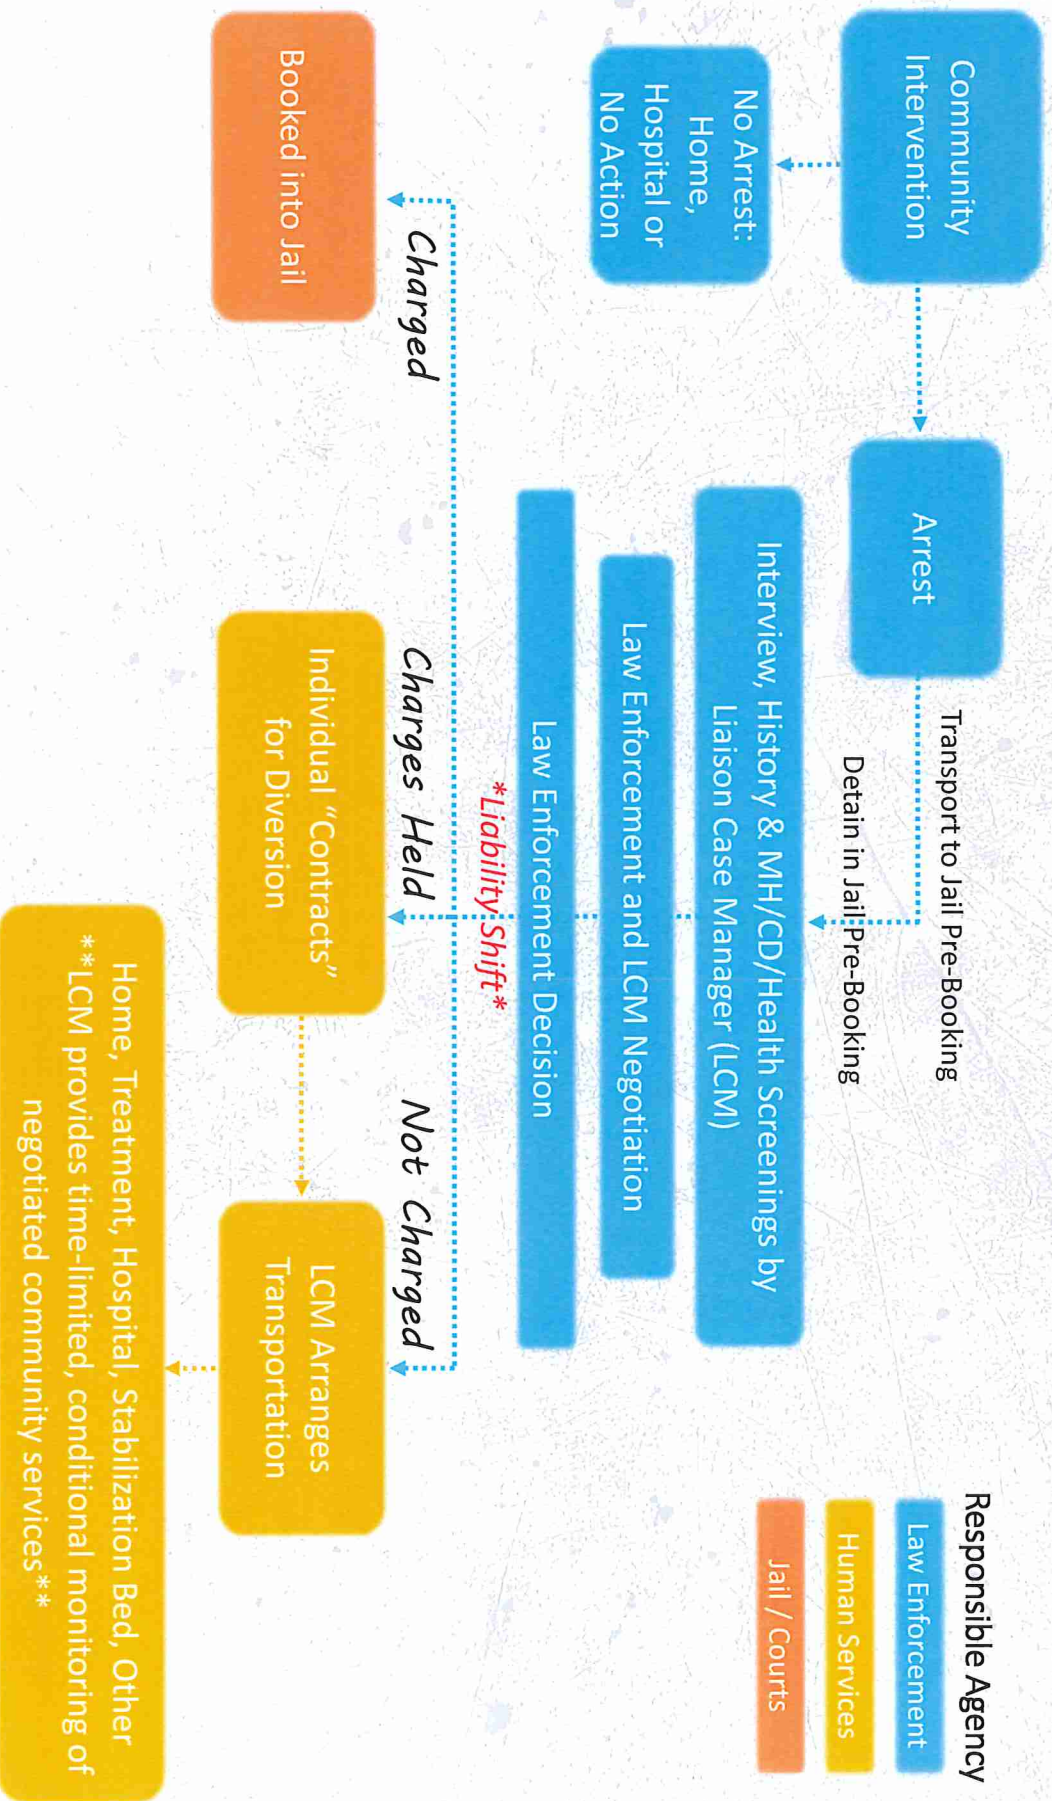 Community
Intervention
No Arrest:
Home,
Hospital or
No Action
Arrest
Transport to Jail Pre-Booking
Detain in Jail Pre-Booking
Interview, History & MH/CD/Health Screenings by
Liaison Case Manager (LCM)
Law Enforcement and LCM Negotiation
Law Enforcement Decision
*Liability Shift*
Charged
Charges Held
Not Charged
Booked into Jail
Individual “Contracts”
for Diversion
LCM Arranges
Transportation
Home, Treatment, Hospital, Stabilization Bed, Other
**LCM provides time-limited, conditional monitoring of
negotiated community services**
Responsible Agency
Law Enforcement
Human Services
Jail / Courts